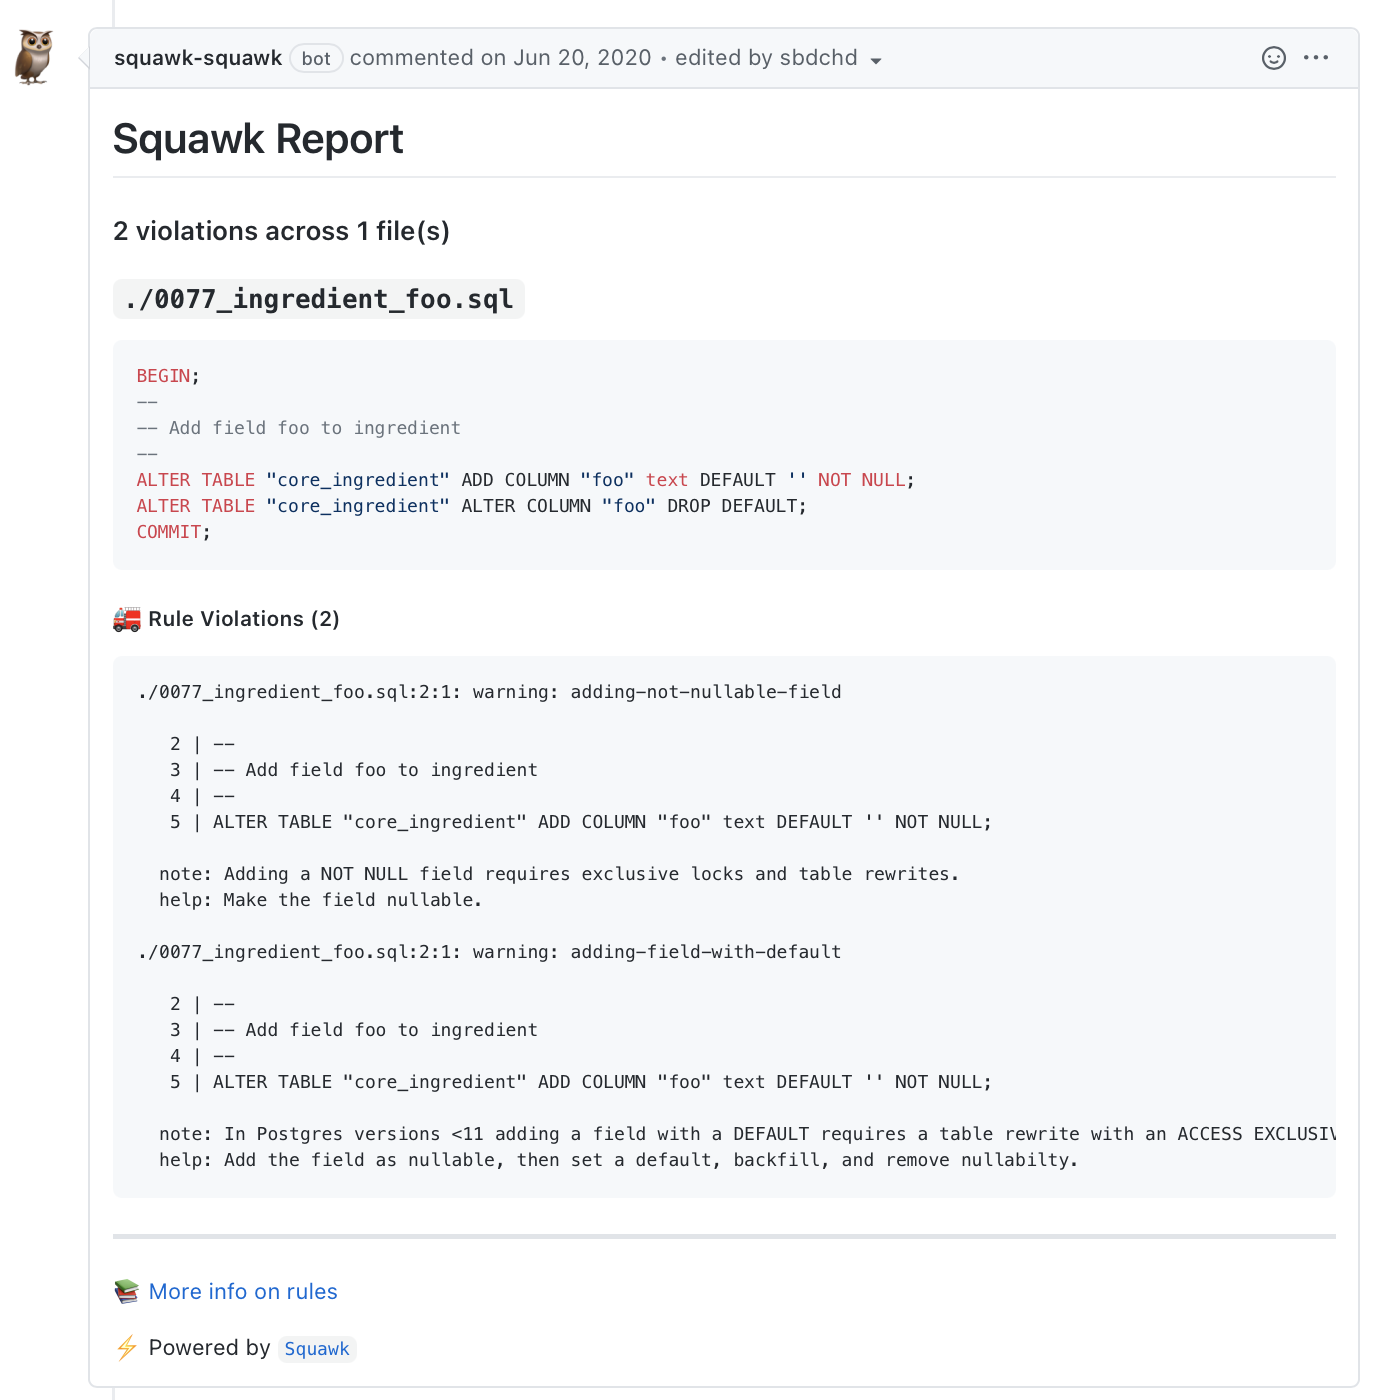 squawk-squawk bot commented on Jun 20, 2020 • edited by sbdchd
Squawk Report
2 violations across 1 file(s)
./0077_ingredient_foo.sql
BEGIN;
--
-- Add field foo to ingredient
--
ALTER TABLE "core_ingredient" ADD COLUMN "foo" text DEFAULT '' NOT NULL;
ALTER TABLE "core_ingredient" ALTER COLUMN "foo" DROP DEFAULT;
COMMIT;
🚒 Rule Violations (2)
./0077_ingredient_foo.sql:2:1: warning: adding-not-nullable-field
2 | --
3 | -- Add field foo to ingredient
4 | --
5 | ALTER TABLE "core_ingredient" ADD COLUMN "foo" text DEFAULT '' NOT NULL;
note: Adding a NOT NULL field requires exclusive locks and table rewrites.
help: Make the field nullable.
./0077_ingredient_foo.sql:2:1: warning: adding-field-with-default
2 | --
3 | -- Add field foo to ingredient
4 | --
5 | ALTER TABLE "core_ingredient" ADD COLUMN "foo" text DEFAULT '' NOT NULL;
note: In Postgres versions <11 adding a field with a DEFAULT requires a table rewrite with an ACCESS EXCLUSIV
help: Add the field as nullable, then set a default, backfill, and remove nullabilty.
📚 More info on rules
⚡ Powered by Squawk